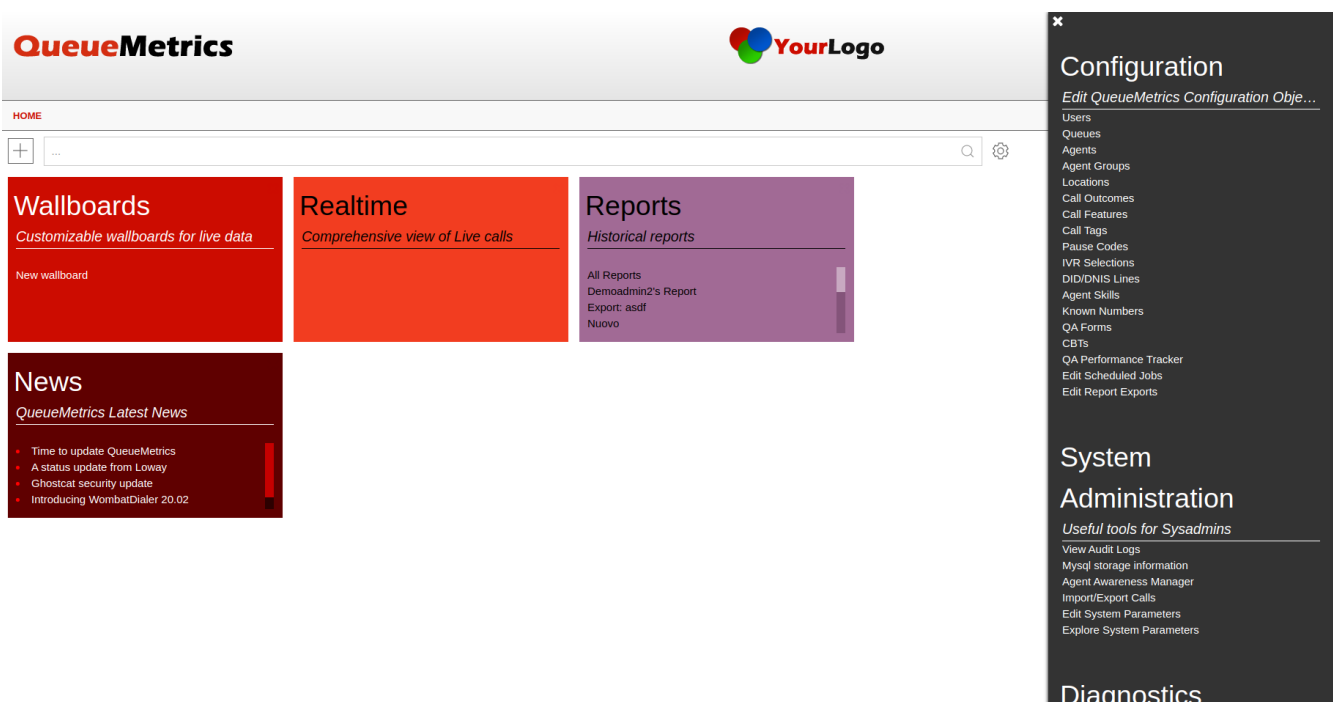 QueueMetrics
YourLogo
HOME
...
Wallboards
Customizable wallboards for live data
New wallboard
Realtime
Comprehensive view of Live calls
Reports
Historical reports
All Reports
Demoadmin2's Report
Export: asdf
Nuovo
News
QueueMetrics Latest News
Time to update QueueMetrics
A status update from Loway
Ghostcat security update
Introducing WombatDialer 20.02
Configuration
Edit QueueMetrics Configuration Obje...
Users
Queues
Agents
Agent Groups
Locations
Call Outcomes
Call Features
Call Tags
Pause Codes
IVR Selections
DID/DNIS Lines
Agent Skills
Known Numbers
QA Forms
CBTs
QA Performance Tracker
Edit Scheduled Jobs
Edit Report Exports
System
Administration
Useful tools for Sysadmins
View Audit Logs
Mysql storage information
Agent Awareness Manager
Import/Export Calls
Edit System Parameters
Explore System Parameters
Diagnostics